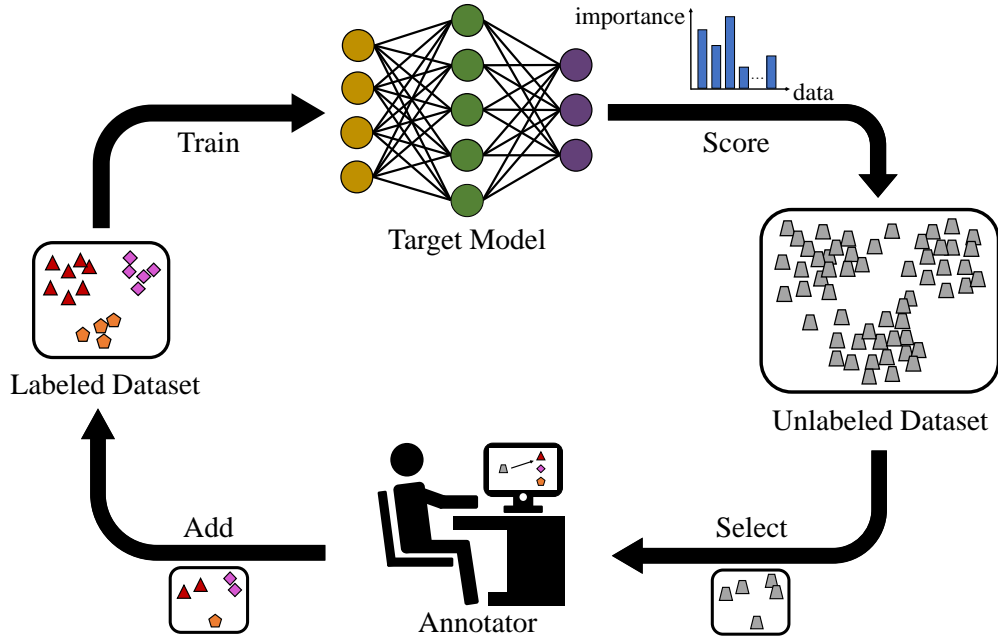 importance
...
data
Train
Score
Target Model
Labeled Dataset
Unlabeled Dataset
Add
Select
Annotator